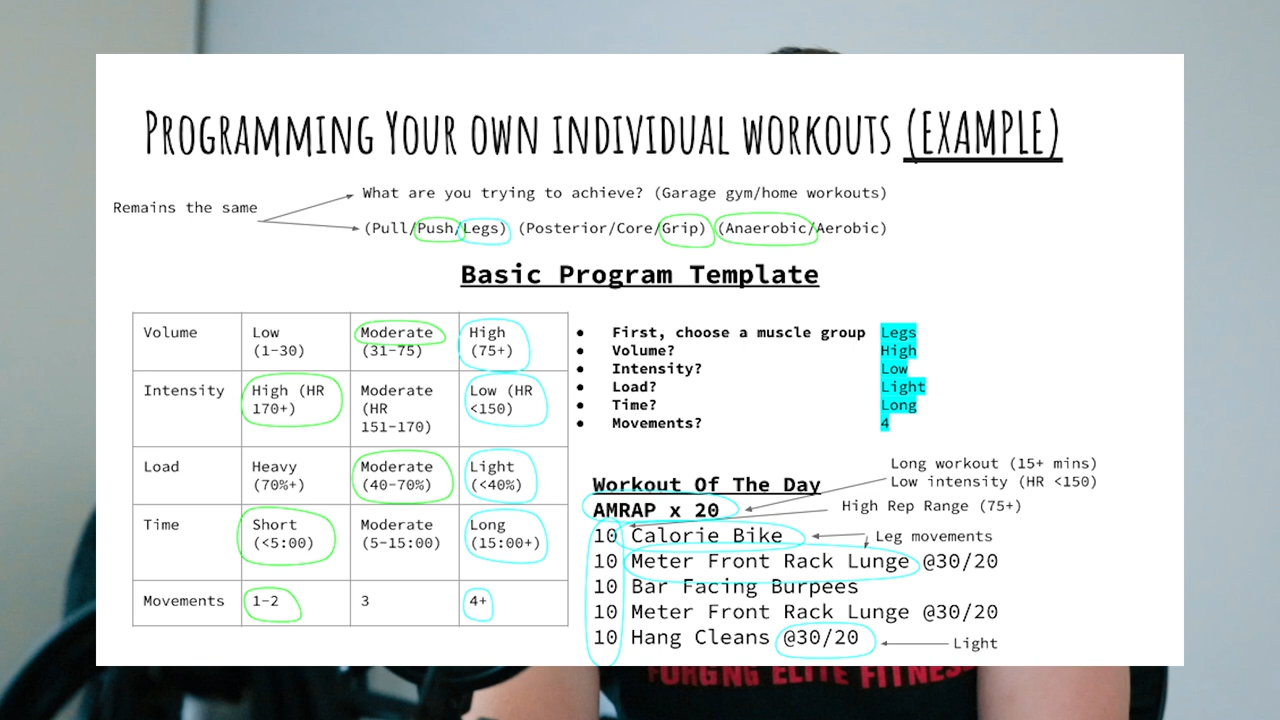 PROGRAMMING YOUR OWN INDIVIDUAL WORKOUTS (EXAMPLE)
Remains the same
What are you trying to achieve? (Garage gym/home workouts)
(Pull/Push/Legs) (Posterior/Core/Grip) (Anaerobic/Aerobic)
Basic Program Template
Volume
Low
(1-30)
Moderate
(31-75)
High
(75+)
Intensity
High (HR
170+)
Moderate
(HR
151-170)
Low (HR
<150)
Load
Heavy
(70%+)
Moderate
(40-70%)
Light
(<40%)
Time
Short
(<5:00)
Moderate
(5-15:00)
Long
(15:00+)
Movements
1-2
3
4+
● First, choose a muscle group Legs
● Volume? High
● Intensity? Low
● Load? Light
● Time? Long
● Movements? 4
Long workout (15+ mins)
Low intensity (HR <150)
High Rep Range (75+)
Workout Of The Day
AMRAP x 20
10 Calorie Bike
Leg movements
10 Meter Front Rack Lunge @30/20
10 Bar Facing Burpees
10 Meter Front Rack Lunge @30/20
10 Hang Cleans @30/20
Light
FORGNG ELITE FITNES